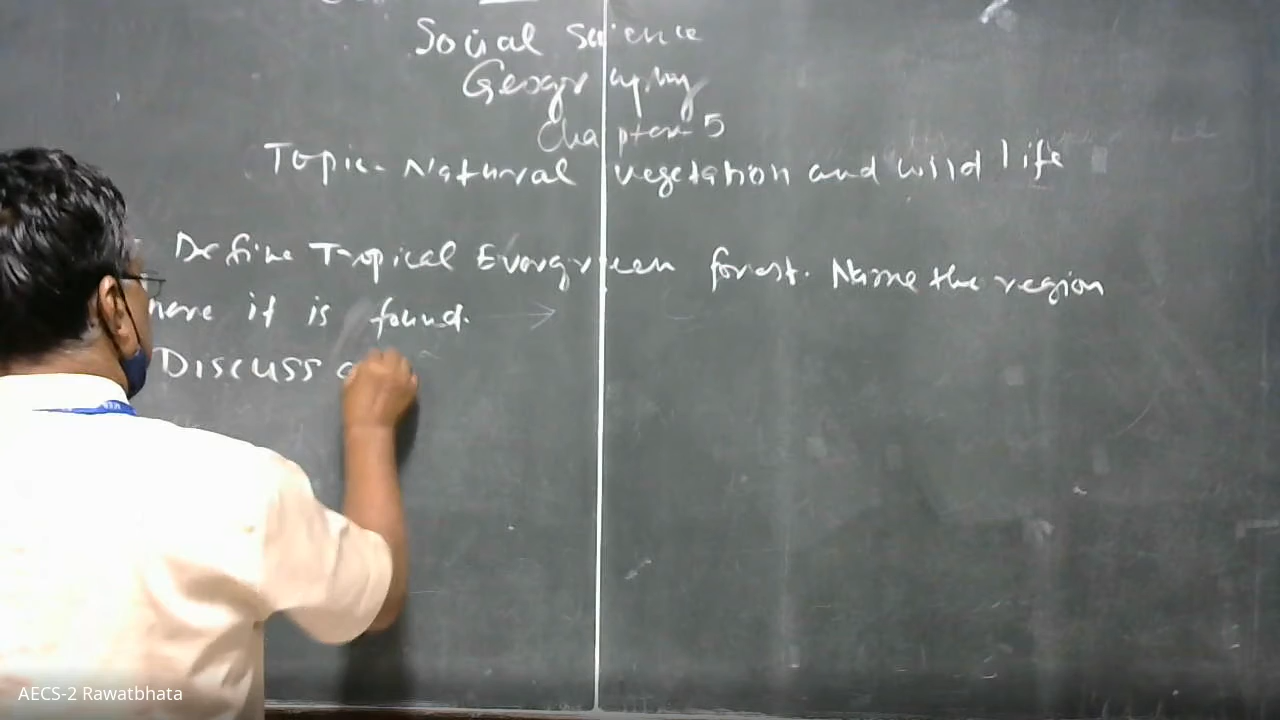 Social science
Geography
Chapter 5
Topic- Natural vegetation and wild life
Define Tropical Evergreen forest. Name the region
here it is found.
Discuss
AECS-2 Rawatbhata